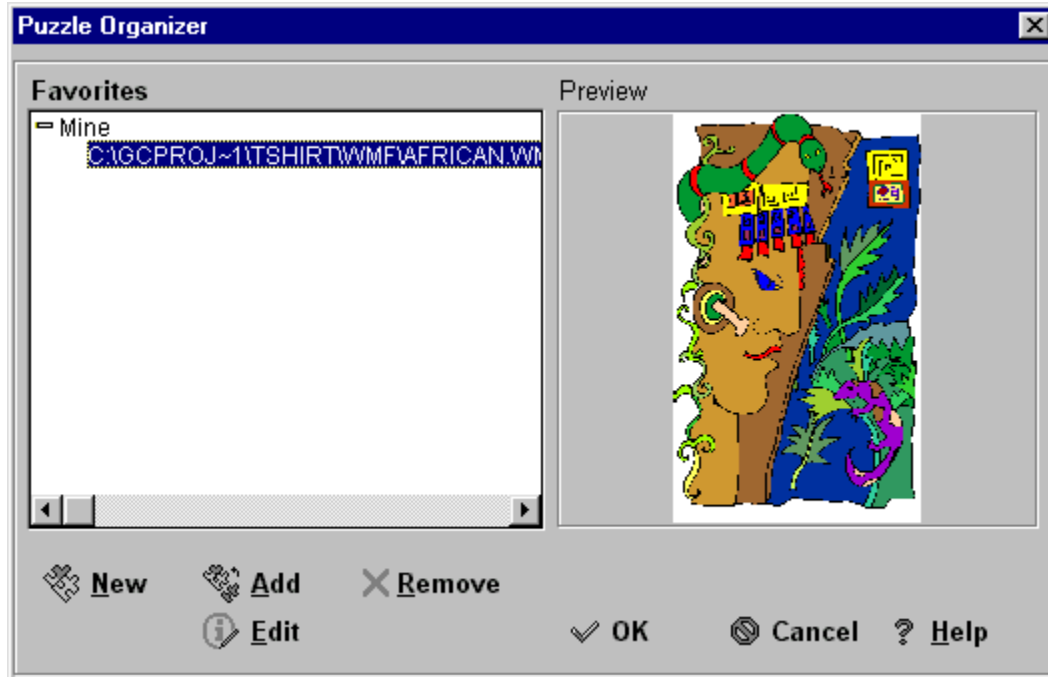 Puzzle Organizer
Favorites
Preview
Mine
C:\GCPROJ~1\TSHIRT\WMF\AFRICAN.WM
New
Add
Remove
Edit
OK
Cancel
Help